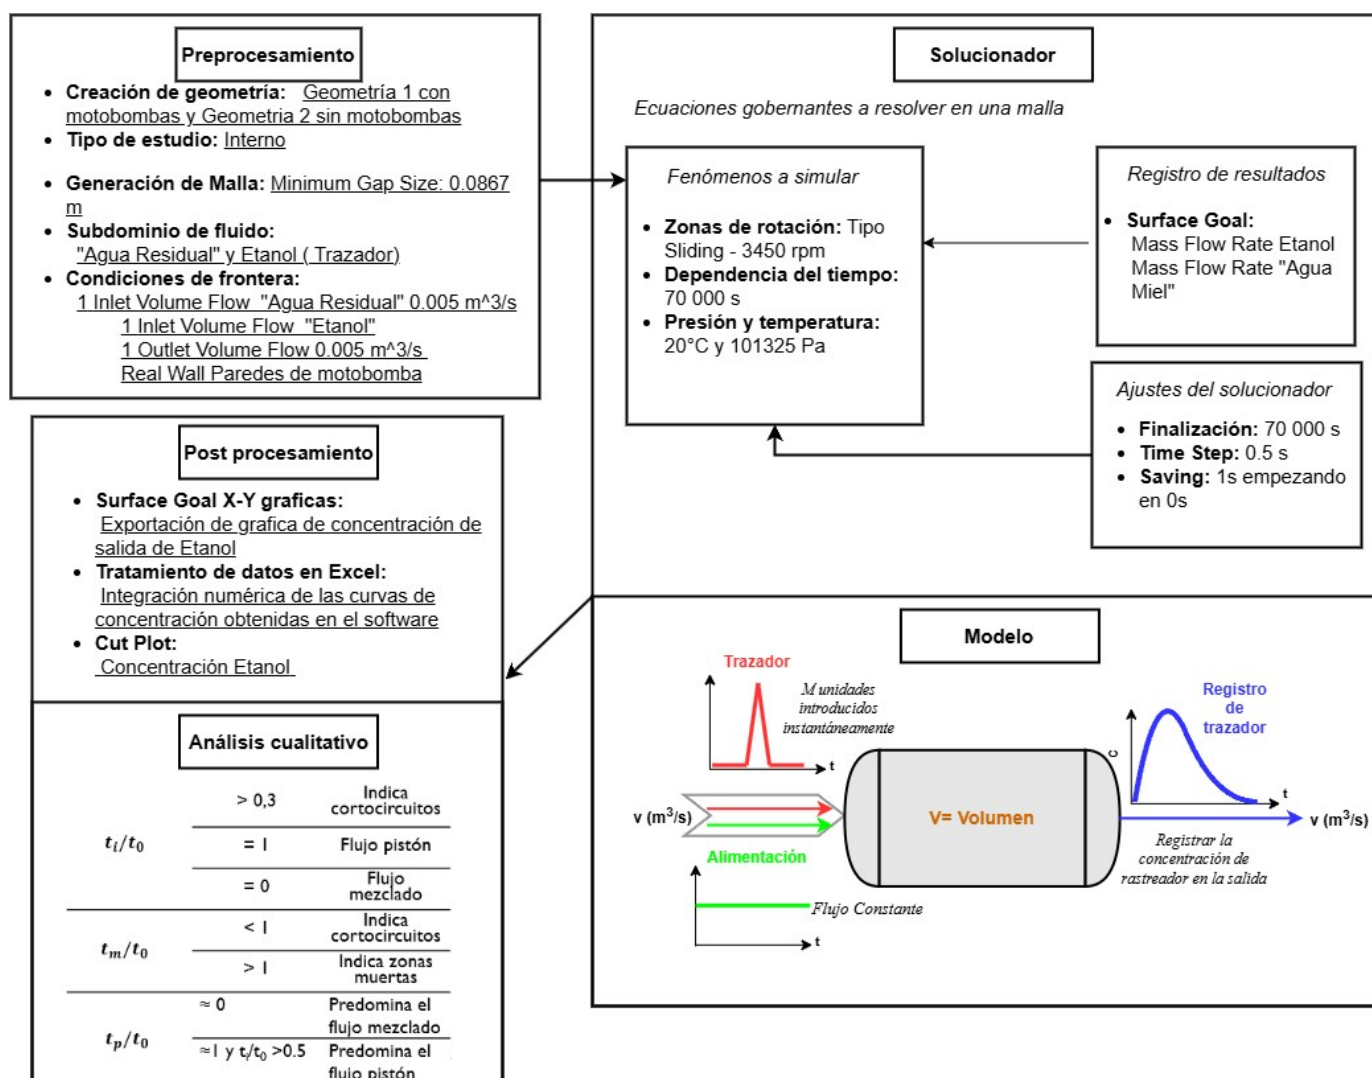 Preprocesamiento
• Creación de geometría: Geometría 1 con
motobombas y Geometria 2 sin motobombas
• Tipo de estudio: Interno
• Generación de Malla: Minimum Gap Size: 0.0867
m
• Subdominio de fluido:
"Agua Residual" y Etanol ( Trazador)
• Condiciones de frontera:
1 Inlet Volume Flow "Agua Residual" 0.005 m^3/s
1 Inlet Volume Flow "Etanol"
1 Outlet Volume Flow 0.005 m^3/s
Real Wall Paredes de motobomba
Solucionador
Ecuaciones gobernantes a resolver en una malla
Fenómenos a simular
• Zonas de rotación: Tipo
Sliding - 3450 rpm
• Dependencia del tiempo:
70 000 s
• Presión y temperatura:
20°C y 101325 Pa
Registro de resultados
• Surface Goal:
Mass Flow Rate Etanol
Mass Flow Rate "Agua
Miel"
Ajustes del solucionador
• Finalización: 70 000 s
• Time Step: 0.5 s
• Saving: 1s empezando
en 0s
Post procesamiento
• Surface Goal X-Y graficas:
Exportación de grafica de concentración de
salida de Etanol
• Tratamiento de datos en Excel:
Integración numérica de las curvas de
concentración obtenidas en el software
• Cut Plot:
Concentración Etanol
Análisis cualitativo
> 0,3 Indica
cortocircuitos
t_i/t_0 = 1 Flujo pistón
= 0 Flujo
mezclado
t_m/t_0 < 1 Indica
cortocircuitos
> 1 Indica zonas
muertas
t_p/t_0 ≈ 0 Predomina el
flujo mezclado
≈1 y t_i/t_0 >0.5 Predomina el
flujo pistón
Modelo
Trazador
M unidades
introducidos
instantáneamente
t
v (m³/s)
Alimentación
Flujo Constante
t
V= Volumen
Registro
de
trazador
C
t
v (m³/s)
Registrar la
concentración de
rastreador en la salida